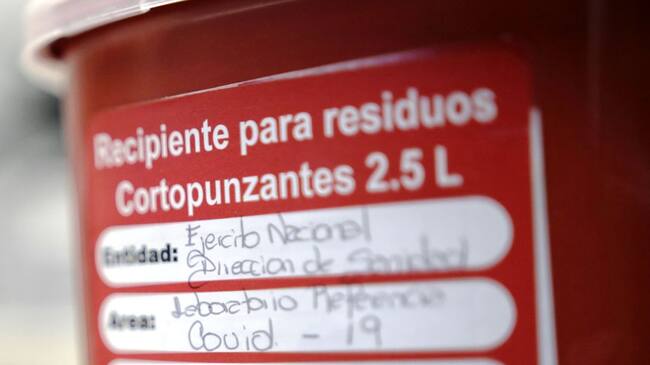 Recipiente para residuos
Cortopunzantes 2.5 L
Entidad: Ejercito Nacional
Direccion de Sanidad
Area: Laboratorio Referencia
Covid - 19